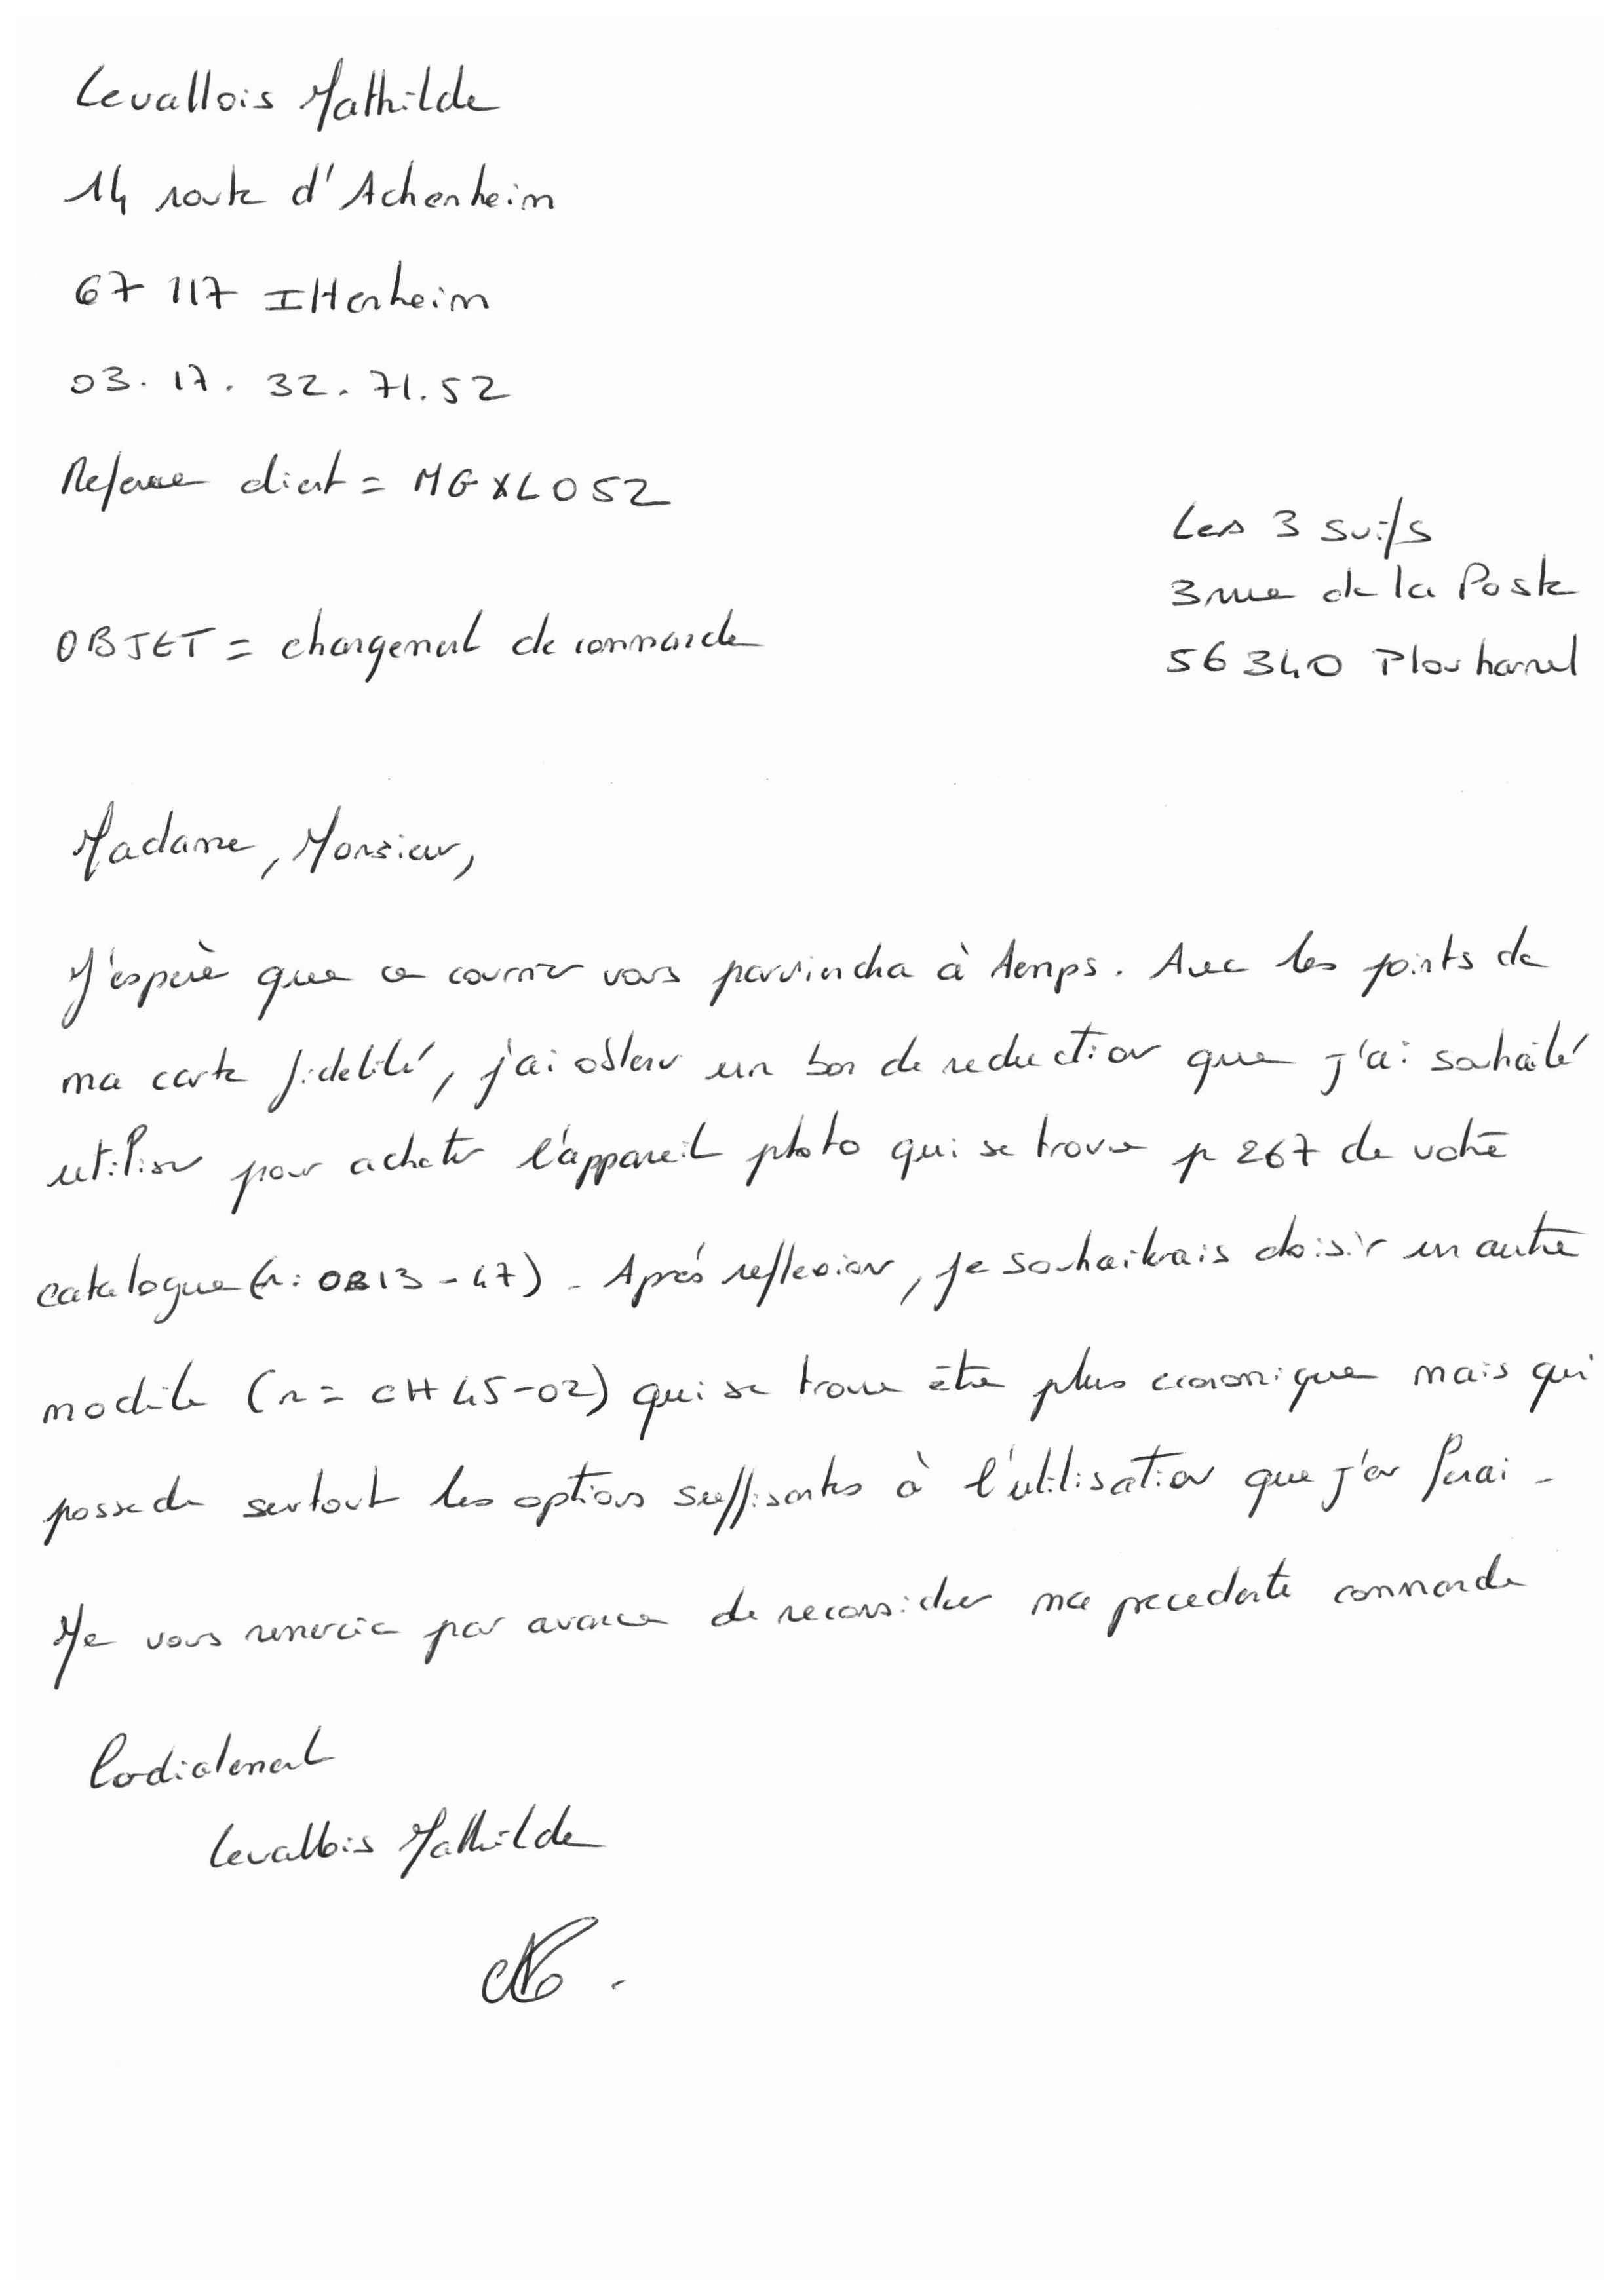 Levallois Mathilde
14 route d'Achenheim
67 117 Ittenheim
03. 17. 32. 71. 52
Reference client = MGXLO52
Les 3 Suifs
3 rue de la Poste
56 340 Plouharnel
OBJET = changement de commande
Madame, Monsieur,
J'espère que ce courrier vous parviendra à temps. Avec les points de
ma carte fidelité, j'ai obtenu un bon de reduction que j'ai souhaité
utiliser pour acheter l'appareil photo qui se trouve p 267 de votre
catalogue (n: OB13-47). Après reflexion, je souhaiterais choisir un autre
modèle (n = CH45-02) qui se trouve être plus economique mais qui
possede surtout les options suffisantes à l'utilisation que j'en ferai.
Je vous remercie par avance de reconsiderer ma precedente commande
Cordialement
Levallois Mathilde